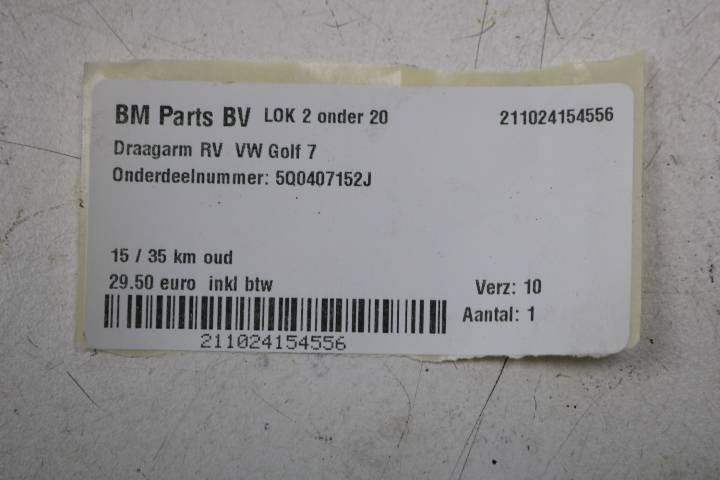 BM Parts BV LOK 2 onder 20 211024154556
Draagarm RV VW Golf 7
Onderdeelnummer: 5Q0407152J
15 / 35 km oud
29.50 euro inkl btw Verz: 10
Aantal: 1
211024154556